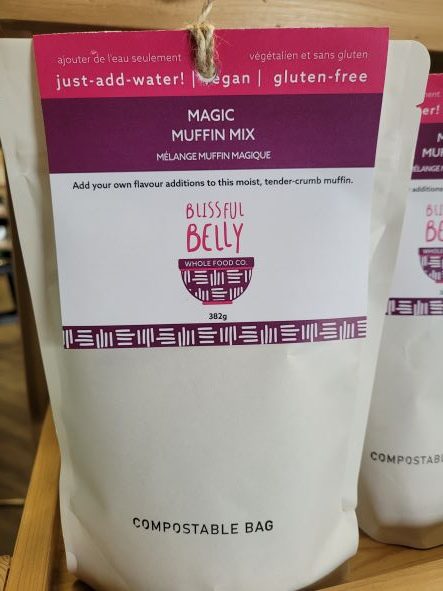 ajouter de l'eau seulement végétalien et sans gluten
just-add-water! | vegan | gluten-free
MAGIC
MUFFIN MIX
MÉLANGE MUFFIN MAGIQUE
Add your own flavour additions to this moist, tender-crumb muffin.
BLISSFUL
BELLY
WHOLE FOOD CO.
382g
COMPOSTABLE BAG